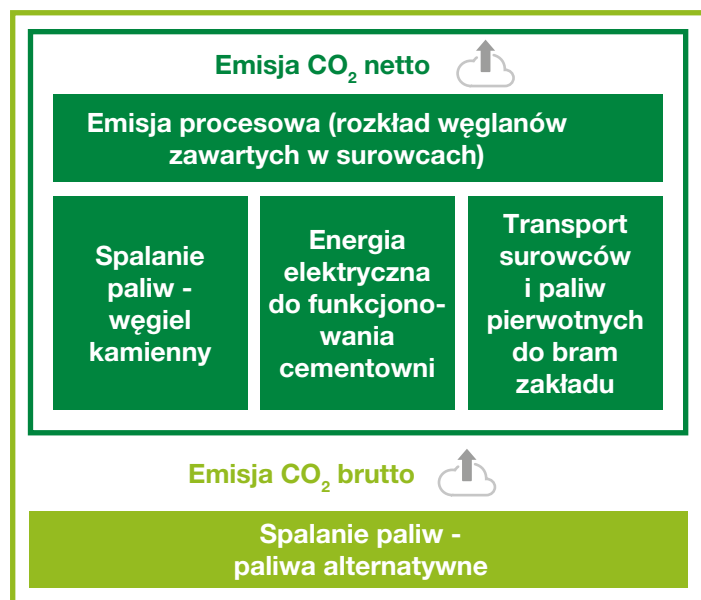 Emisja CO₂ netto
Emisja procesowa (rozkład węglanów
zawartych w surowcach)
Spalanie
paliw -
węgiel
kamienny
Energia
elektryczna
do funkcjono-
wania
cementowni
Transport
surowców
i paliw
pierwotnych
do bram
zakładu
Emisja CO₂ brutto
Spalanie paliw -
paliwa alternatywne